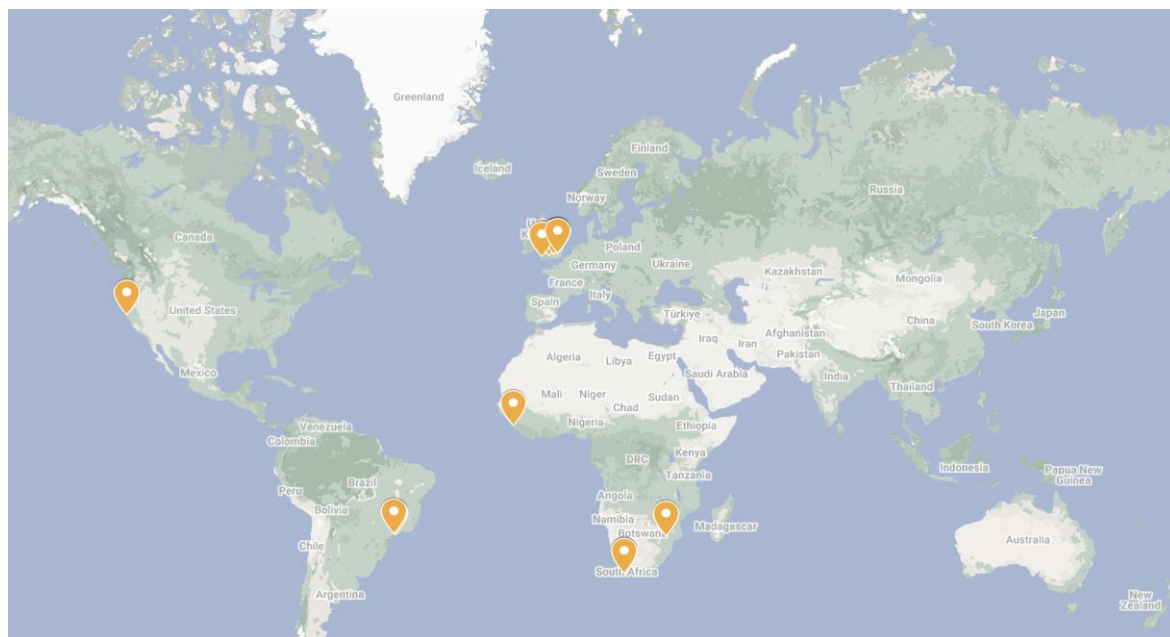 Greenland
Iceland
Finland
Sweden
Norway
Russia
Canada
Poland
Germany
Ukraine
France
Kazakhstan
Mongolia
Spain
Italy
United States
Türkiye
China
Japan
South Korea
Iraq
Iran
Afghanistan
Pakistan
Algeria
Libya
Egypt
Mexico
Saudi Arabia
India
Mali
Niger
Chad
Sudan
Thailand
Nigeria
Ethiopia
Venezuela
Colombia
Kenya
DRC
Tanzania
Indonesia
Papua New
Guinea
Peru
Brazil
Angola
Bolivia
Namibia
Botswana
Madagascar
Chile
Australia
South Africa
Argentina
New
Zealand